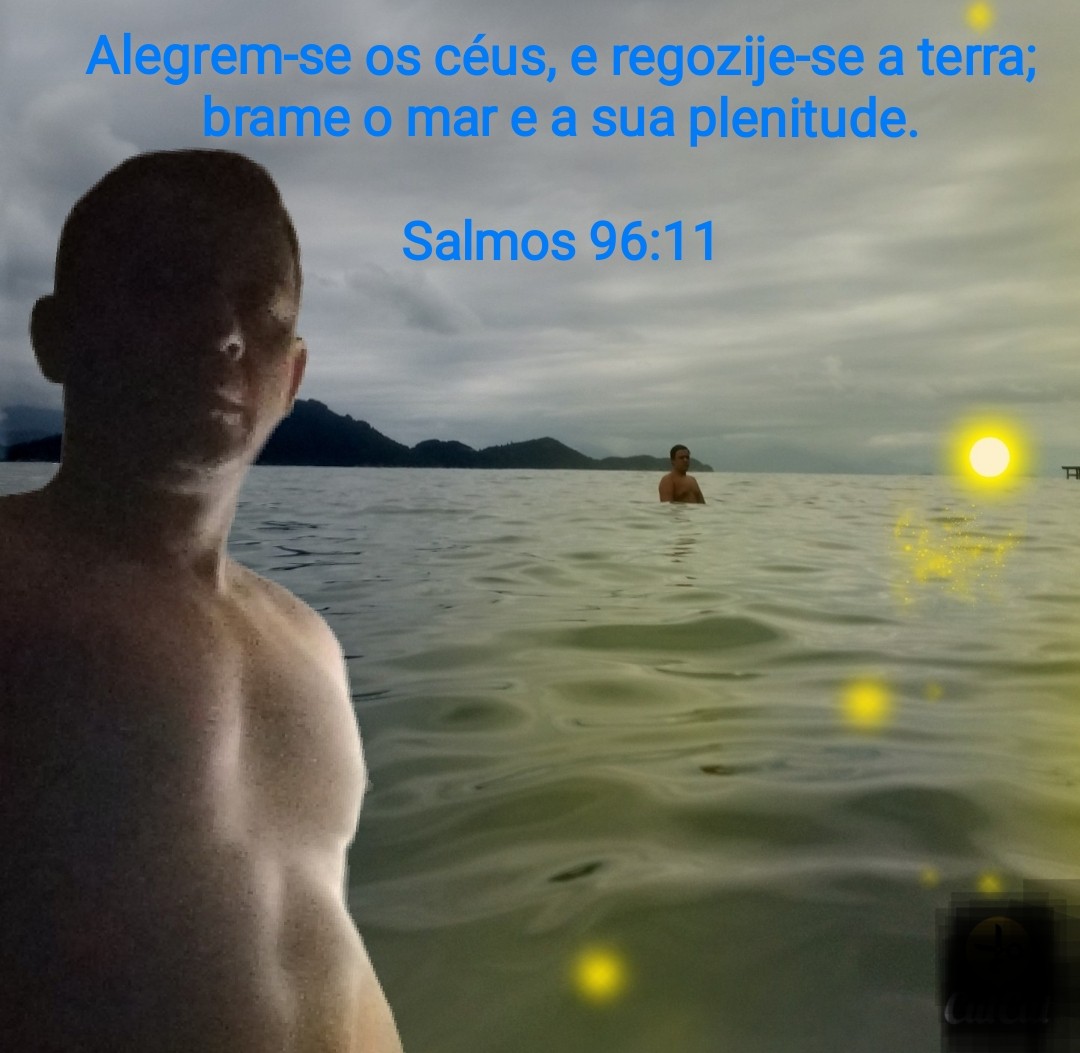 Alegrem-se os céus, e regozije-se a terra;
brame o mar e a sua plenitude.
Salmos 96:11